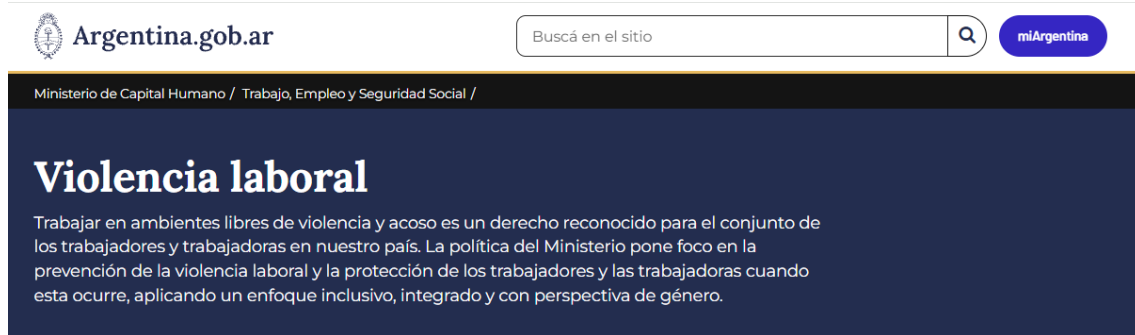 Argentina.gob.ar
Buscá en el sitio
miArgentina
Ministerio de Capital Humano / Trabajo, Empleo y Seguridad Social /
Violencia laboral
Trabajar en ambientes libres de violencia y acoso es un derecho reconocido para el conjunto de
los trabajadores y trabajadoras en nuestro país. La política del Ministerio pone foco en la
prevención de la violencia laboral y la protección de los trabajadores y las trabajadoras cuando
esta ocurre, aplicando un enfoque inclusivo, integrado y con perspectiva de género.